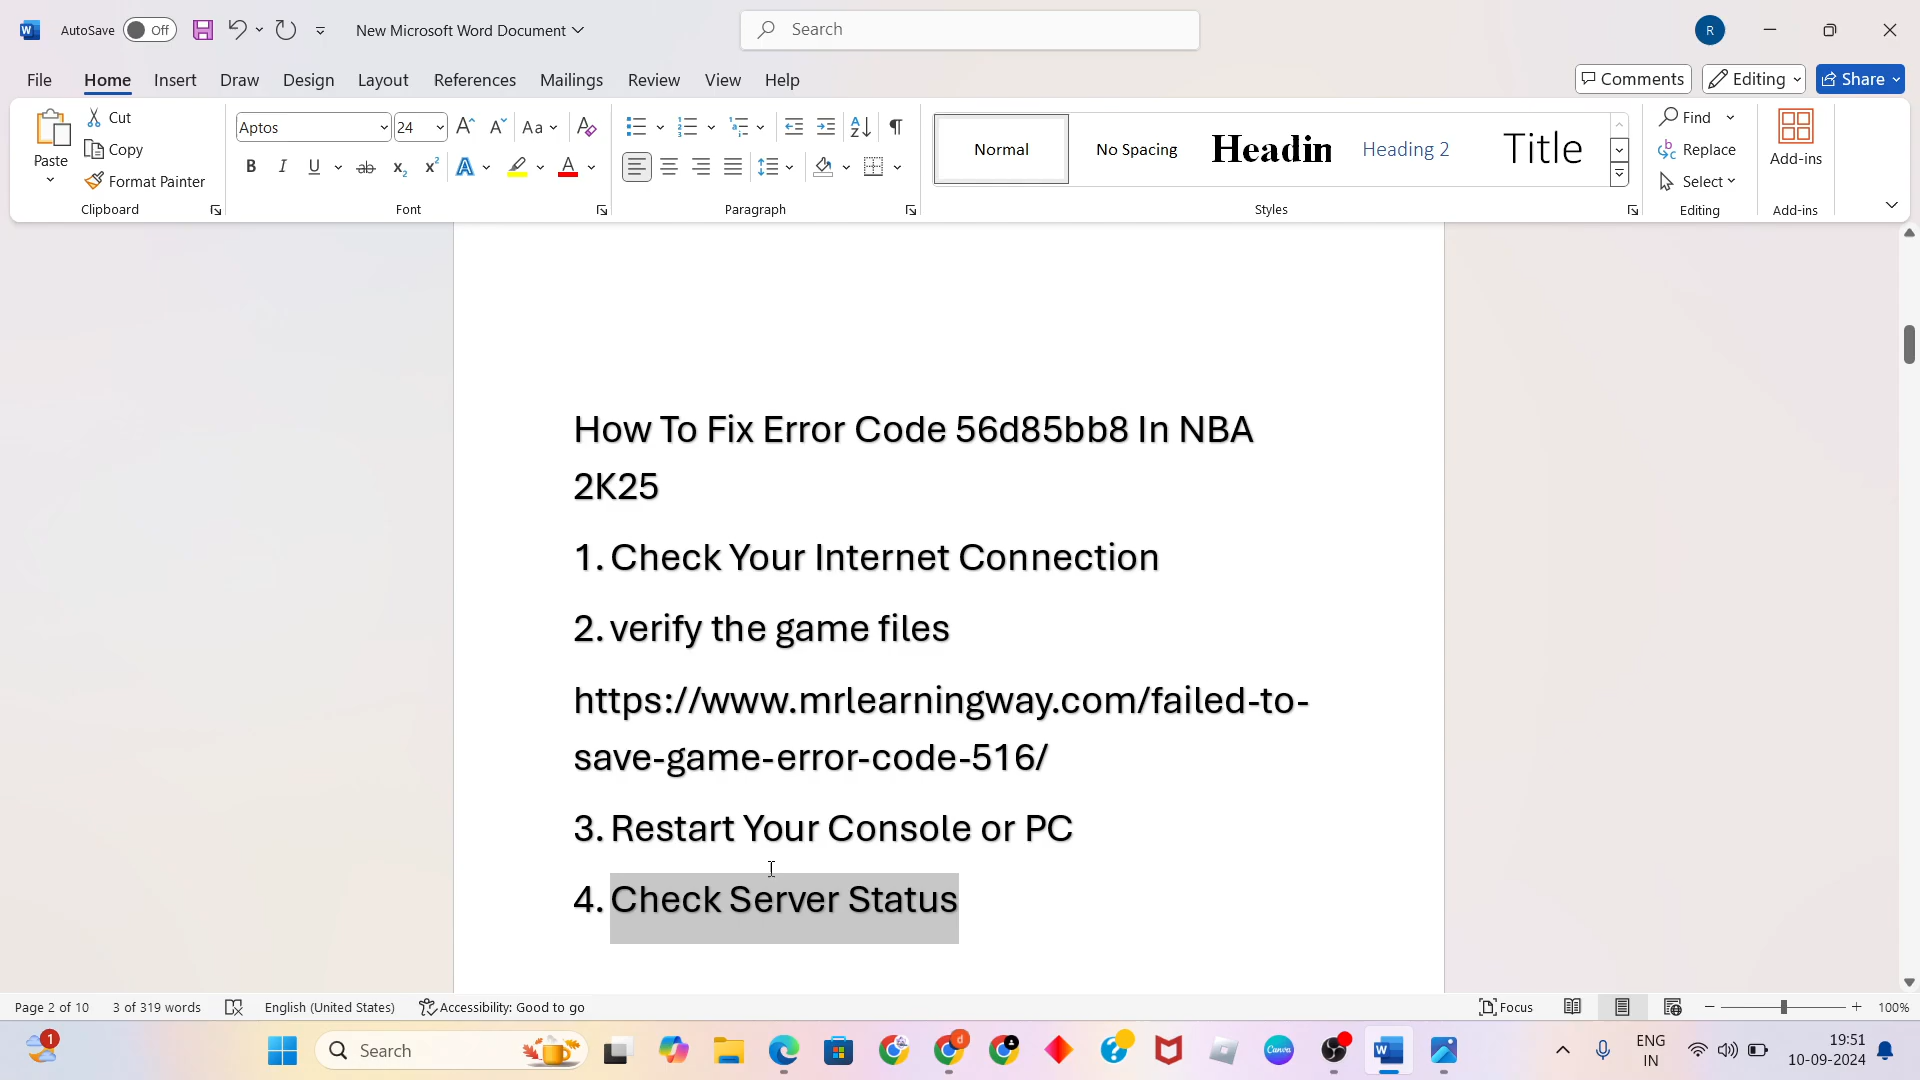 AutoSave Off New Microsoft Word Document Search R
File Home Insert Draw Design Layout References Mailings Review View Help Comments Editing Share
Paste Cut Copy Format Painter Clipboard
Aptos 24 Aa Font
Paragraph
Normal No Spacing Headin Heading 2 Title Styles
Find Replace Select Editing
Add-ins Add-ins
How To Fix Error Code 56d85bb8 In NBA
2K25
1. Check Your Internet Connection
2. verify the game files
https://www.mrlearningway.com/failed-to-
save-game-error-code-516/
3. Restart Your Console or PC
4. Check Server Status
Page 2 of 10 3 of 319 words English (United States) Accessibility: Good to go Focus 100%
1 Search ENG 19:51
IN 10-09-2024